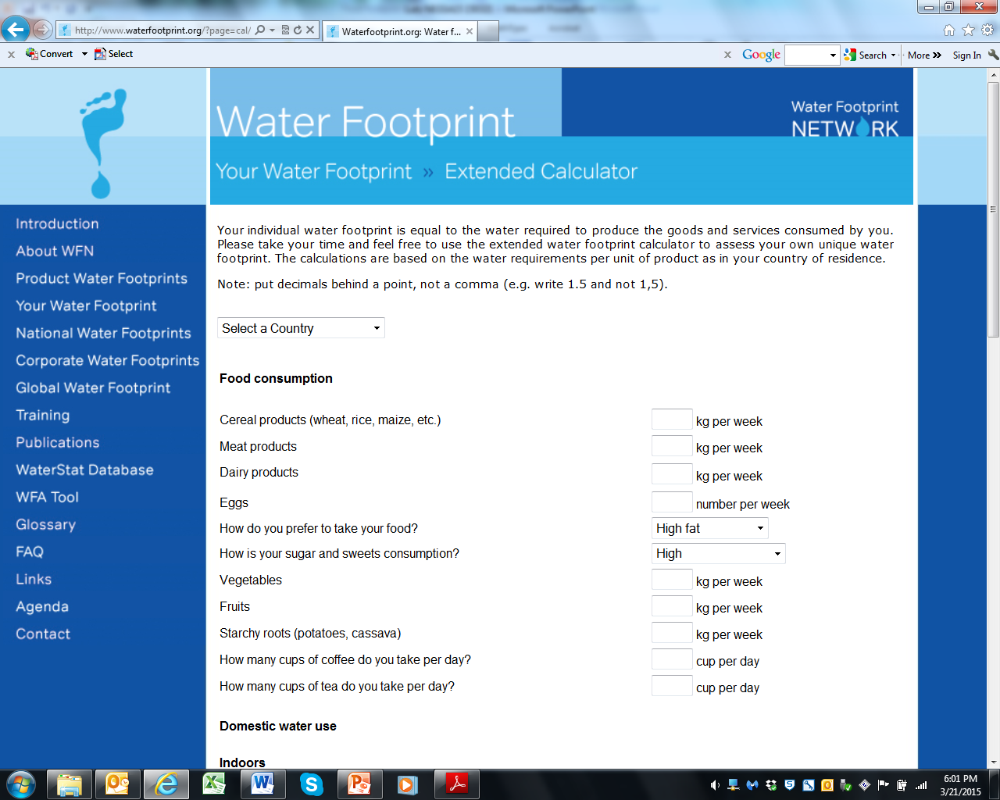 http://www.waterfootprint.org/?page=cal/
Waterfootprint.org: Water f...
x Convert Select
x Google Search More » Sign In
Water Footprint
Water Footprint
NETWORK
Your Water Footprint » Extended Calculator
Introduction
About WFN
Product Water Footprints
Your Water Footprint
National Water Footprints
Corporate Water Footprints
Global Water Footprint
Training
Publications
WaterStat Database
WFA Tool
Glossary
FAQ
Links
Agenda
Contact
Your individual water footprint is equal to the water required to produce the goods and services consumed by you.
Please take your time and feel free to use the extended water footprint calculator to assess your own unique water
footprint. The calculations are based on the water requirements per unit of product as in your country of residence.
Note: put decimals behind a point, not a comma (e.g. write 1.5 and not 1,5).
Select a Country
Food consumption
Cereal products (wheat, rice, maize, etc.) kg per week
Meat products kg per week
Dairy products kg per week
Eggs number per week
How do you prefer to take your food? High fat
How is your sugar and sweets consumption? High
Vegetables kg per week
Fruits kg per week
Starchy roots (potatoes, cassava) kg per week
How many cups of coffee do you take per day? cup per day
How many cups of tea do you take per day? cup per day
Domestic water use
Indoors
6:01 PM
3/21/2015